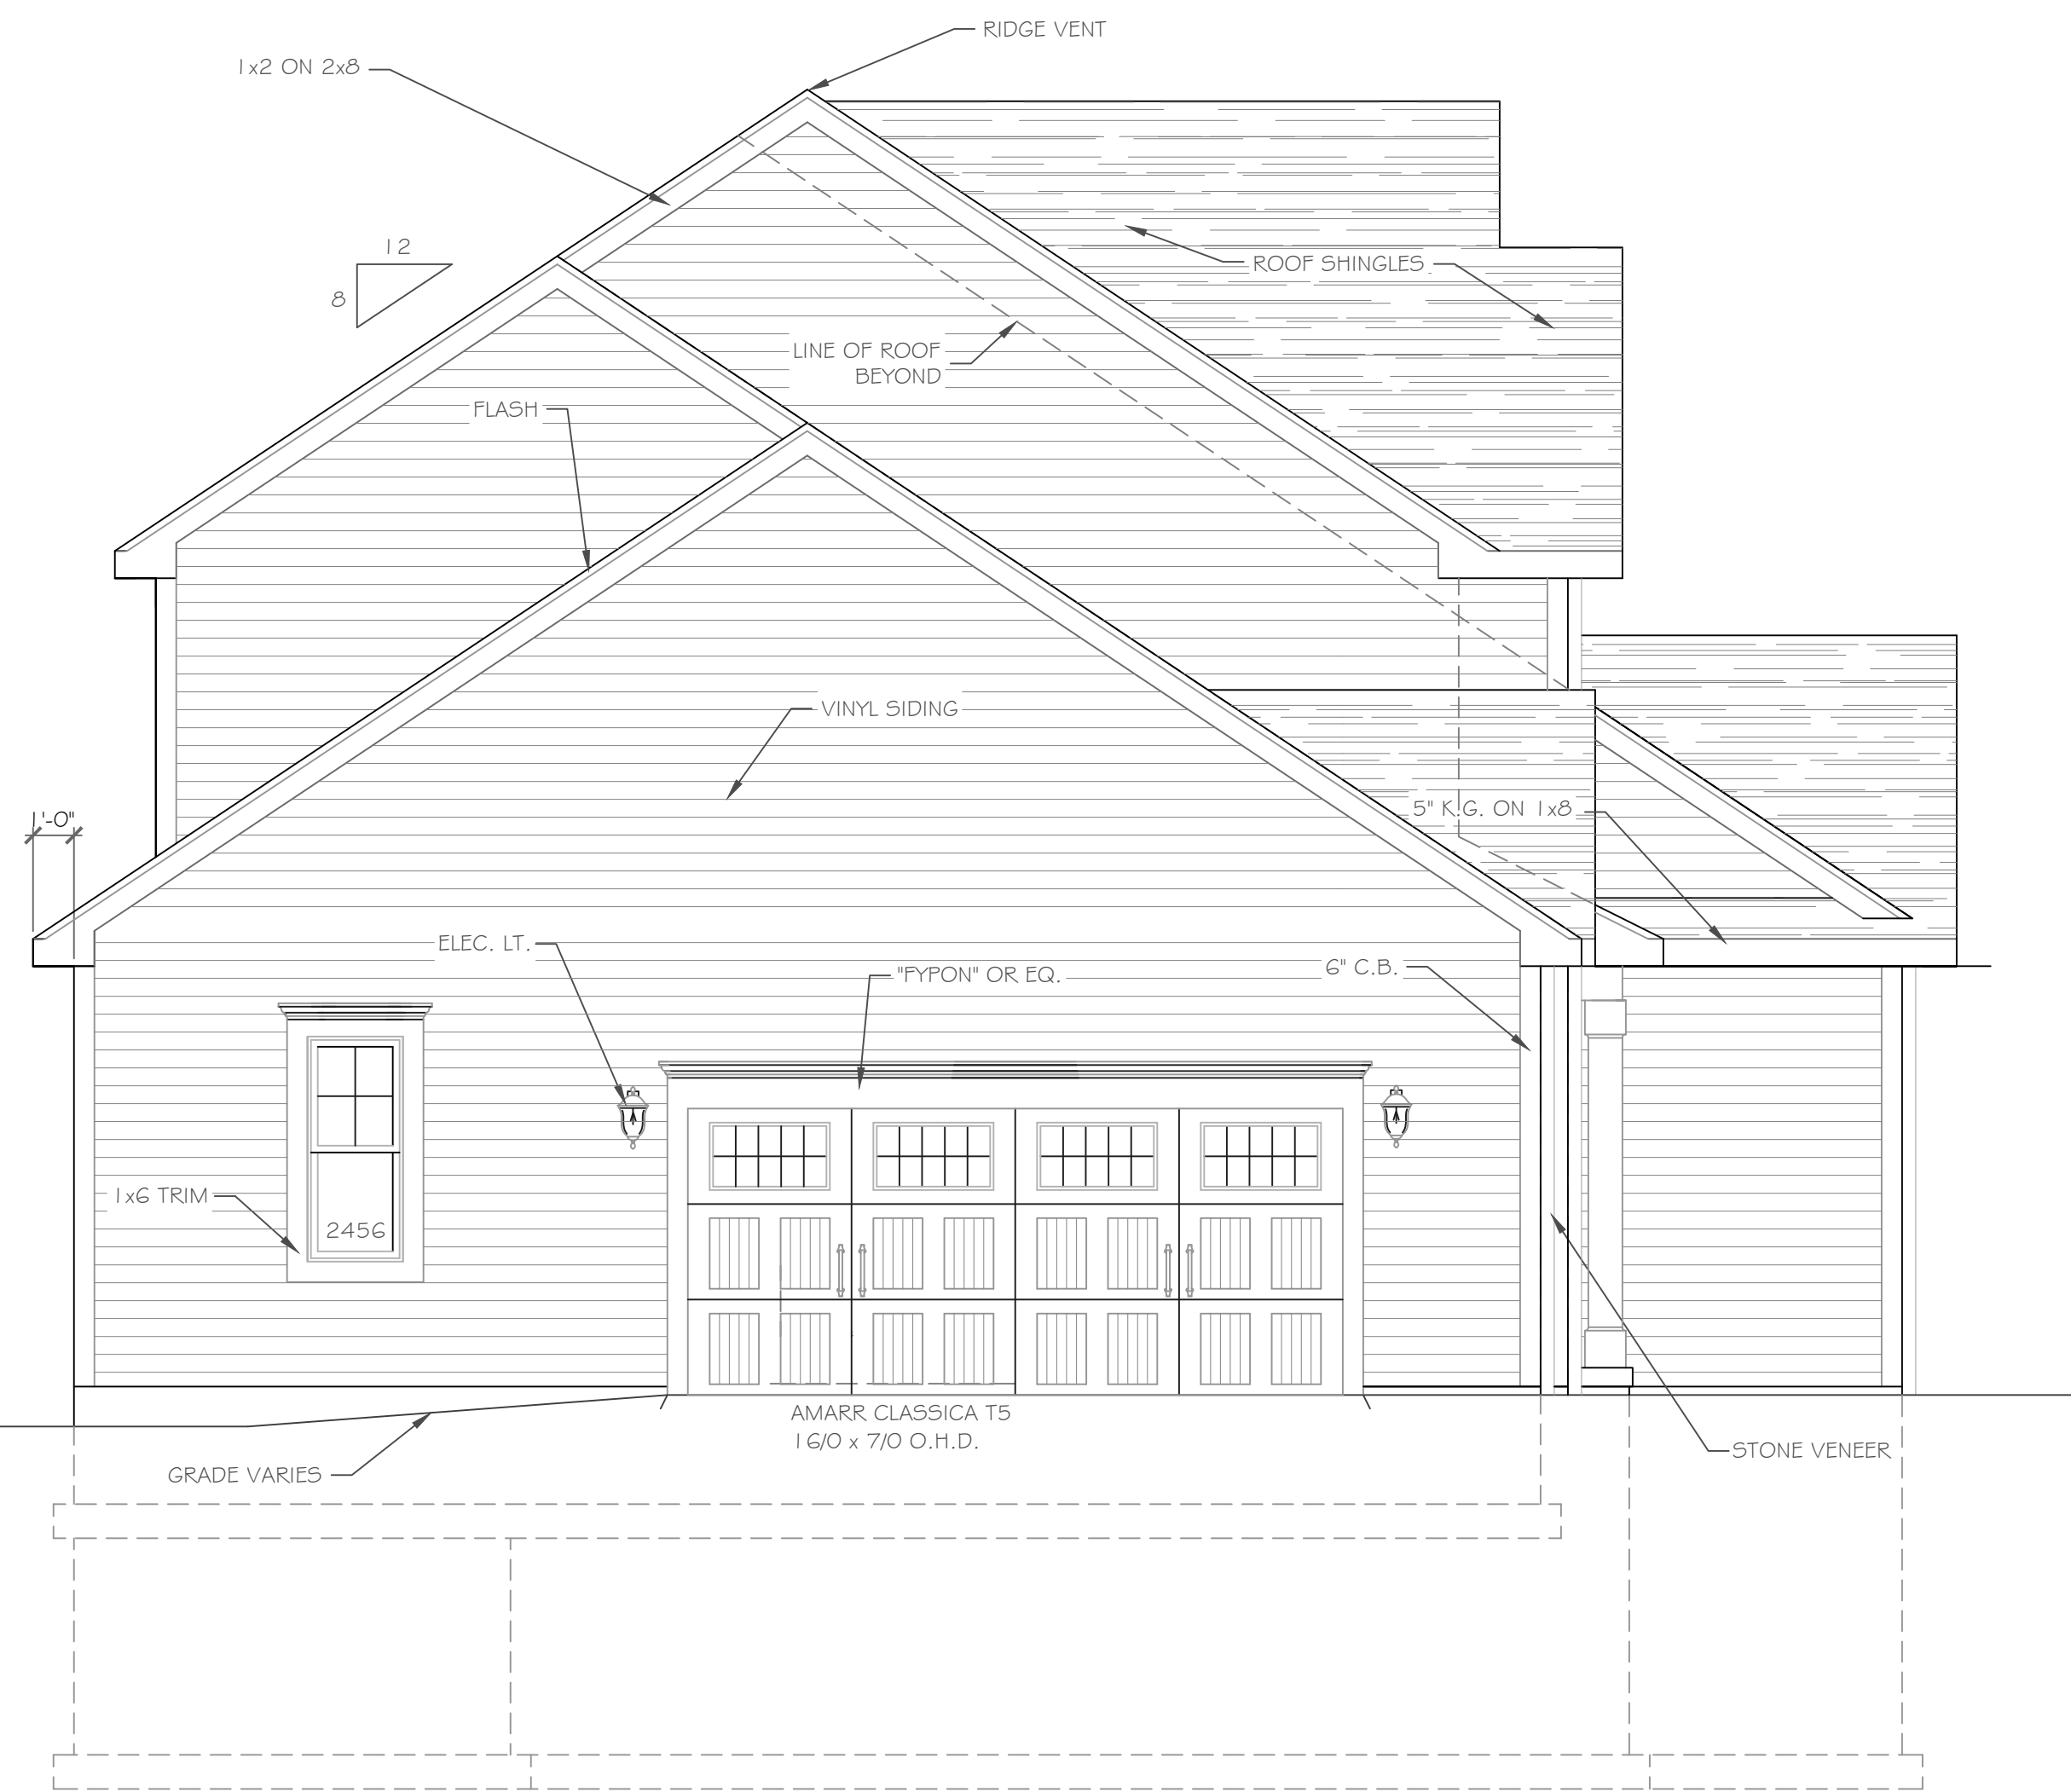 RIDGE VENT
1x2 ON 2x8
12
8
ROOF SHINGLES
LINE OF ROOF
BEYOND
FLASH
VINYL SIDING
5" K.G. ON 1x8
1'-0"
ELEC. LT.
"FYPON" OR EQ.
6" C.B.
1x6 TRIM
2456
AMARR CLASSICA T5
16/0 x 7/0 O.H.D.
STONE VENEER
GRADE VARIES